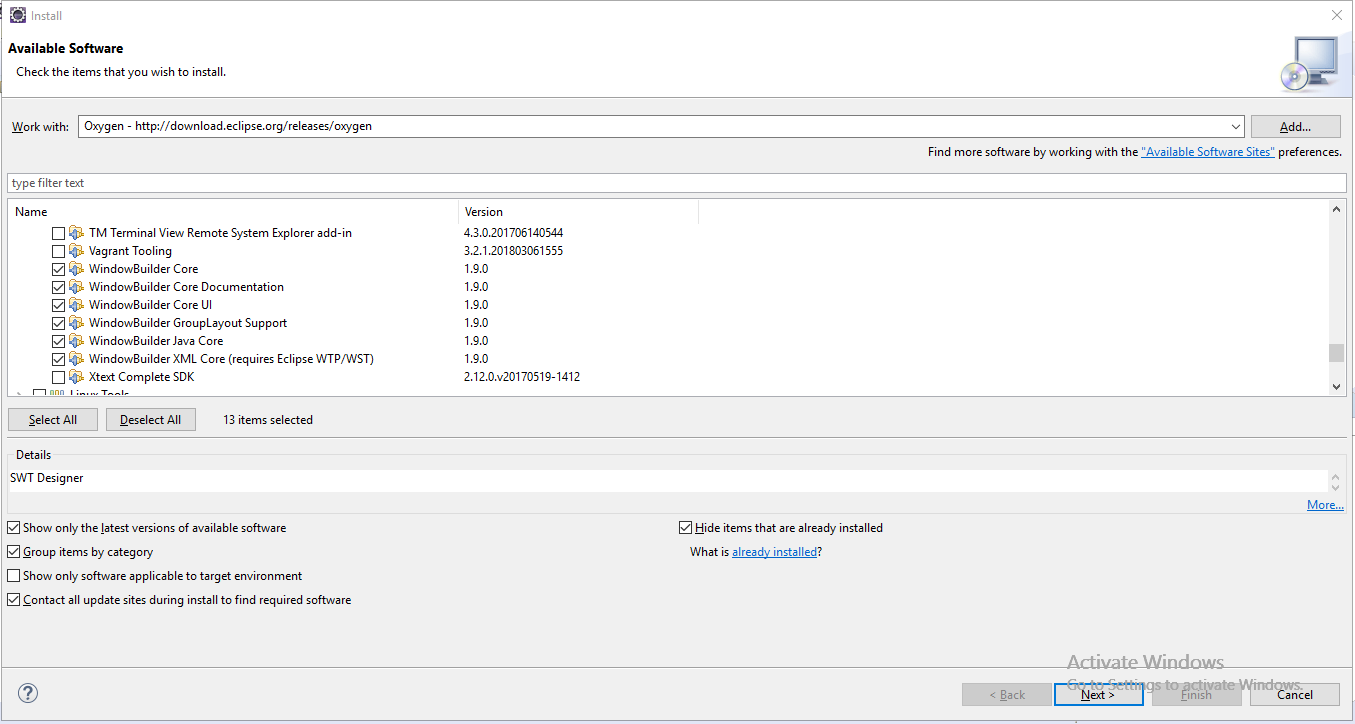 Install
Available Software
Check the items that you wish to install.
Work with: Oxygen - http://download.eclipse.org/releases/oxygen Add...
Find more software by working with the "Available Software Sites" preferences.
type filter text
Name Version
TM Terminal View Remote System Explorer add-in 4.3.0.201706140544
Vagrant Tooling 3.2.1.201803061555
WindowBuilder Core 1.9.0
WindowBuilder Core Documentation 1.9.0
WindowBuilder Core UI 1.9.0
WindowBuilder GroupLayout Support 1.9.0
WindowBuilder Java Core 1.9.0
WindowBuilder XML Core (requires Eclipse WTP/WST) 1.9.0
Xtext Complete SDK 2.12.0.v20170519-1412
Linux Tools
Select All Deselect All 13 items selected
Details
SWT Designer
More...
Show only the latest versions of available software Hide items that are already installed
Group items by category What is already installed?
Show only software applicable to target environment
Contact all update sites during install to find required software
Activate Windows
Go to Settings to activate Windows.
? < Back Next > Finish Cancel